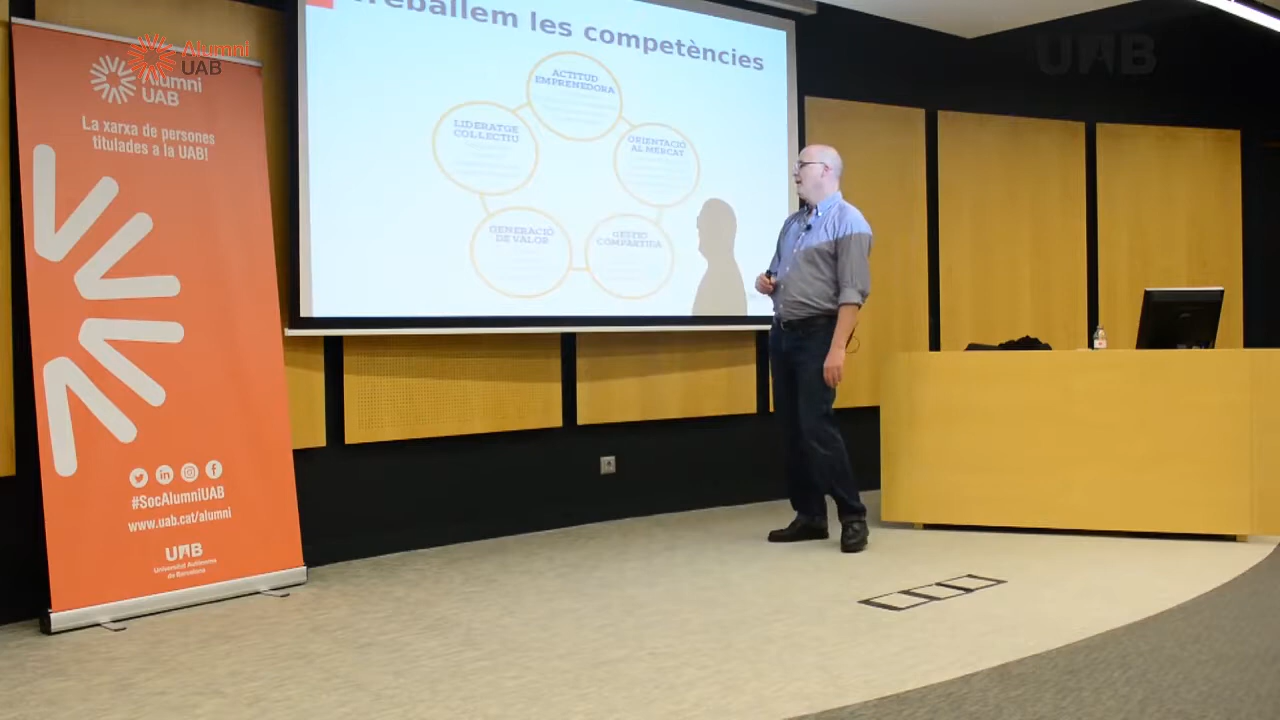 Alumni
UAB
Alumni
UAB
La xarxa de persones
titulades a la UAB!
#SocAlumniUAB
www.uab.cat/alumni
UAB
Universitat Autònoma
de Barcelona
treballem les competències
ACTITUD
EMPRENEDORA
LIDERATGE
COL·LECTIU
ORIENTACIÓ
AL MERCAT
GENERACIÓ
DE VALOR
GESTIÓ
COMPARTIDA
UAB